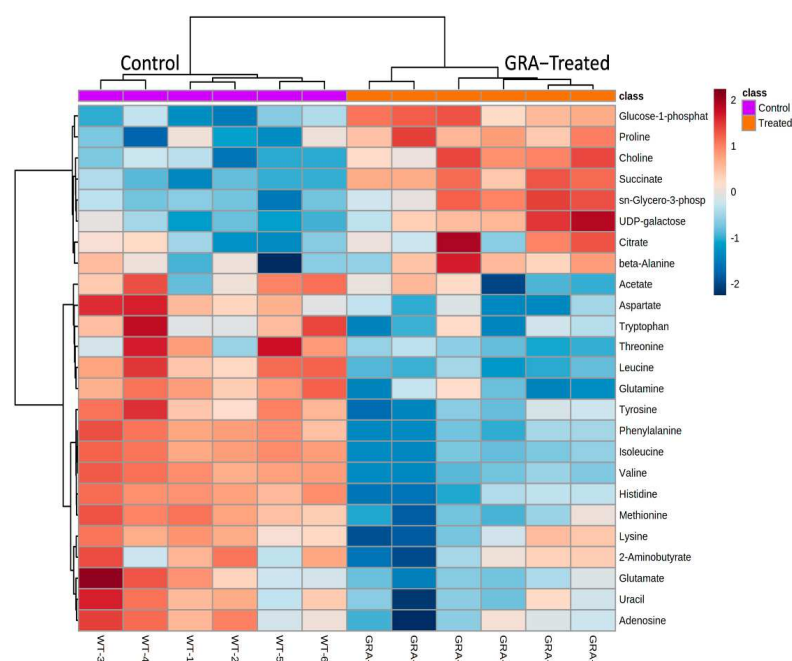 Control
GRA-Treated
class
Glucose-1-phosphat
Proline
Choline
Succinate
sn-Glycero-3-phosp
UDP-galactose
Citrate
beta-Alanine
Acetate
Aspartate
Tryptophan
Threonine
Leucine
Glutamine
Tyrosine
Phenylalanine
Isoleucine
Valine
Histidine
Methionine
Lysine
2-Aminobutyrate
Glutamate
Uracil
Adenosine
2
1
0
-1
-2
class
Control
Treated
WT-3
WT-4
WT-1
WT-2
WT-5
WT-6
GRA-
GRA-
GRA-
GRA-
GRA-
GRA-